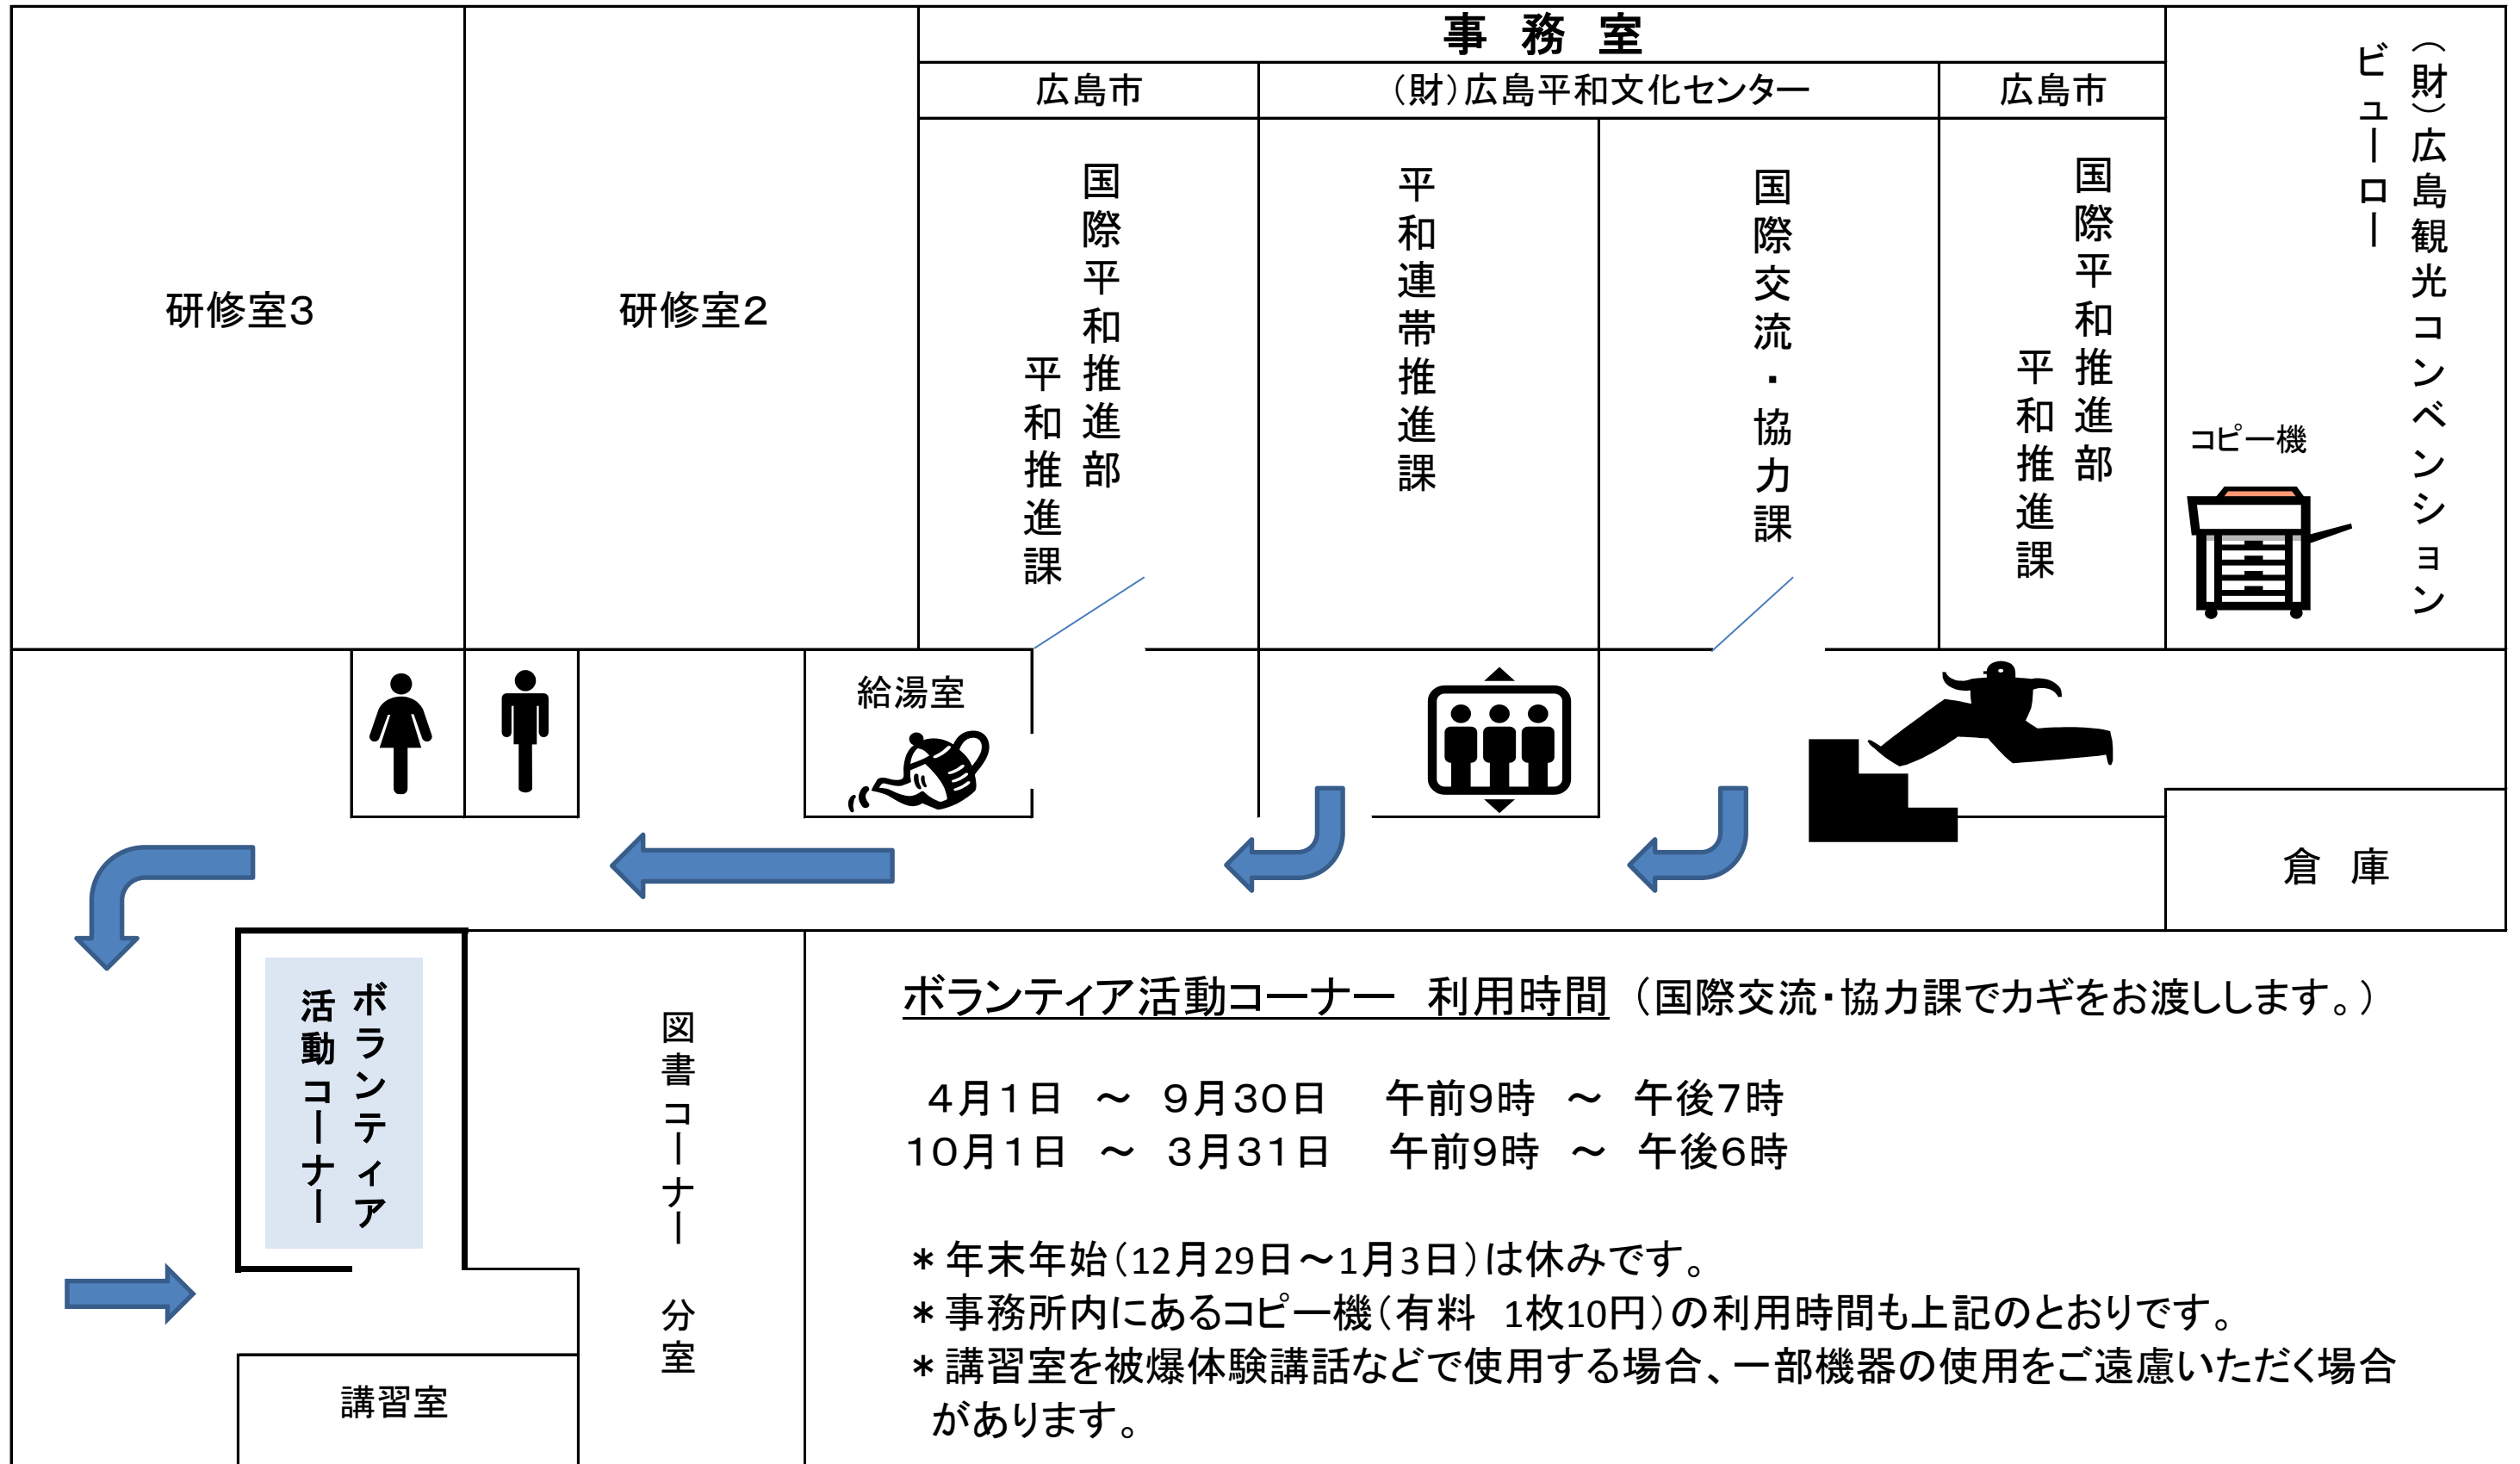 事 務 室
広島市
（財）広島平和文化センター
広島市
研修室３
研修室２
国際平和推進部
平和推進課
平和連帯推進課
国際交流・協力課
国際平和推進部
平和推進課
（財）広島観光コンベンション
ビューロー
コピー機
給湯室
倉 庫
ボランティア
活動コーナー
図書コーナー 分室
講習室
ボランティア活動コーナー 利用時間 （国際交流・協力課でカギをお渡しします。）
４月１日 ～ ９月３０日 午前９時 ～ 午後７時
１０月１日 ～ ３月３１日 午前９時 ～ 午後６時
＊年末年始（12月29日～1月3日）は休みです。
＊事務所内にあるコピー機（有料 1枚10円）の利用時間も上記のとおりです。
＊講習室を被爆体験講話などで使用する場合、一部機器の使用をご遠慮いただく場合
があります。